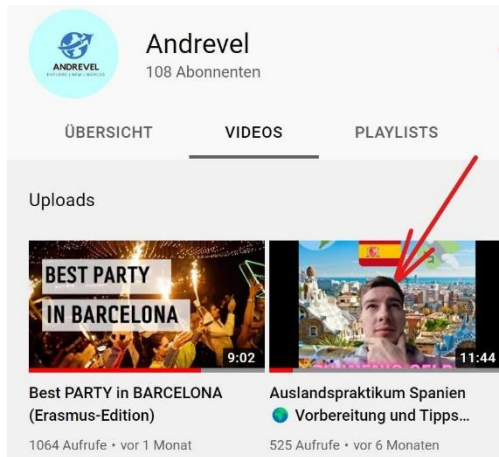 Andrevel
108 Abonnenten
ANDREVEL
ÜBERSICHT VIDEOS PLAYLISTS
Uploads
BEST PARTY
IN BARCELONA
9:02
11:44
Best PARTY in BARCELONA
(Erasmus-Edition)
1064 Aufrufe • vor 1 Monat
Auslandspraktikum Spanien
🌍 Vorbereitung und Tipps...
525 Aufrufe • vor 6 Monaten